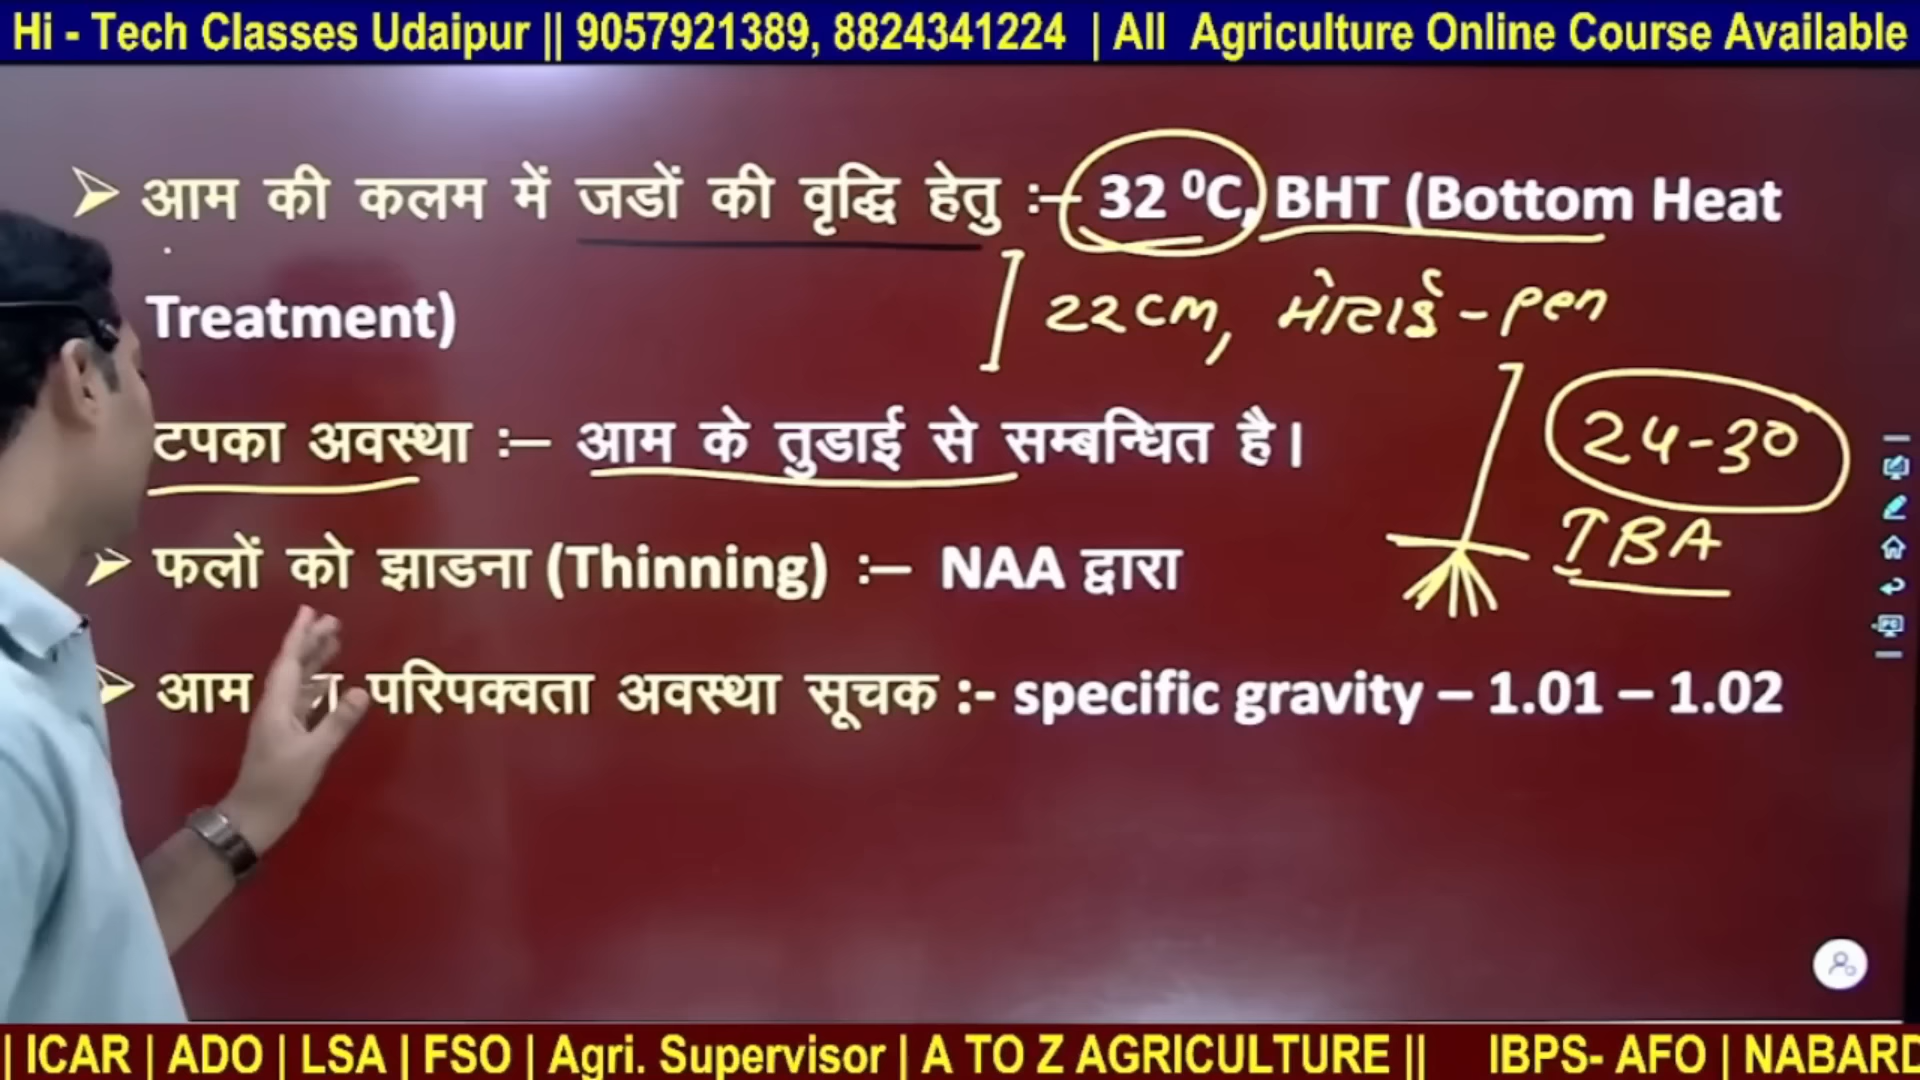 Hi - Tech Classes Udaipur || 9057921389, 8824341224 | All Agriculture Online Course Available
➢ आम की कलम में जडों की वृद्धि हेतु :– 32 ⁰C, BHT (Bottom Heat
Treatment)
22 cm, मोटाई - pen
टपका अवस्था :– आम के तुडाई से सम्बन्धित है।
24-30
IBA
➢ फलों को झाडना (Thinning) :– NAA द्वारा
➢ आम परिपक्वता अवस्था सूचक :- specific gravity – 1.01 – 1.02
| ICAR | ADO | LSA | FSO | Agri. Supervisor | A TO Z AGRICULTURE || IBPS- AFO | NABARD